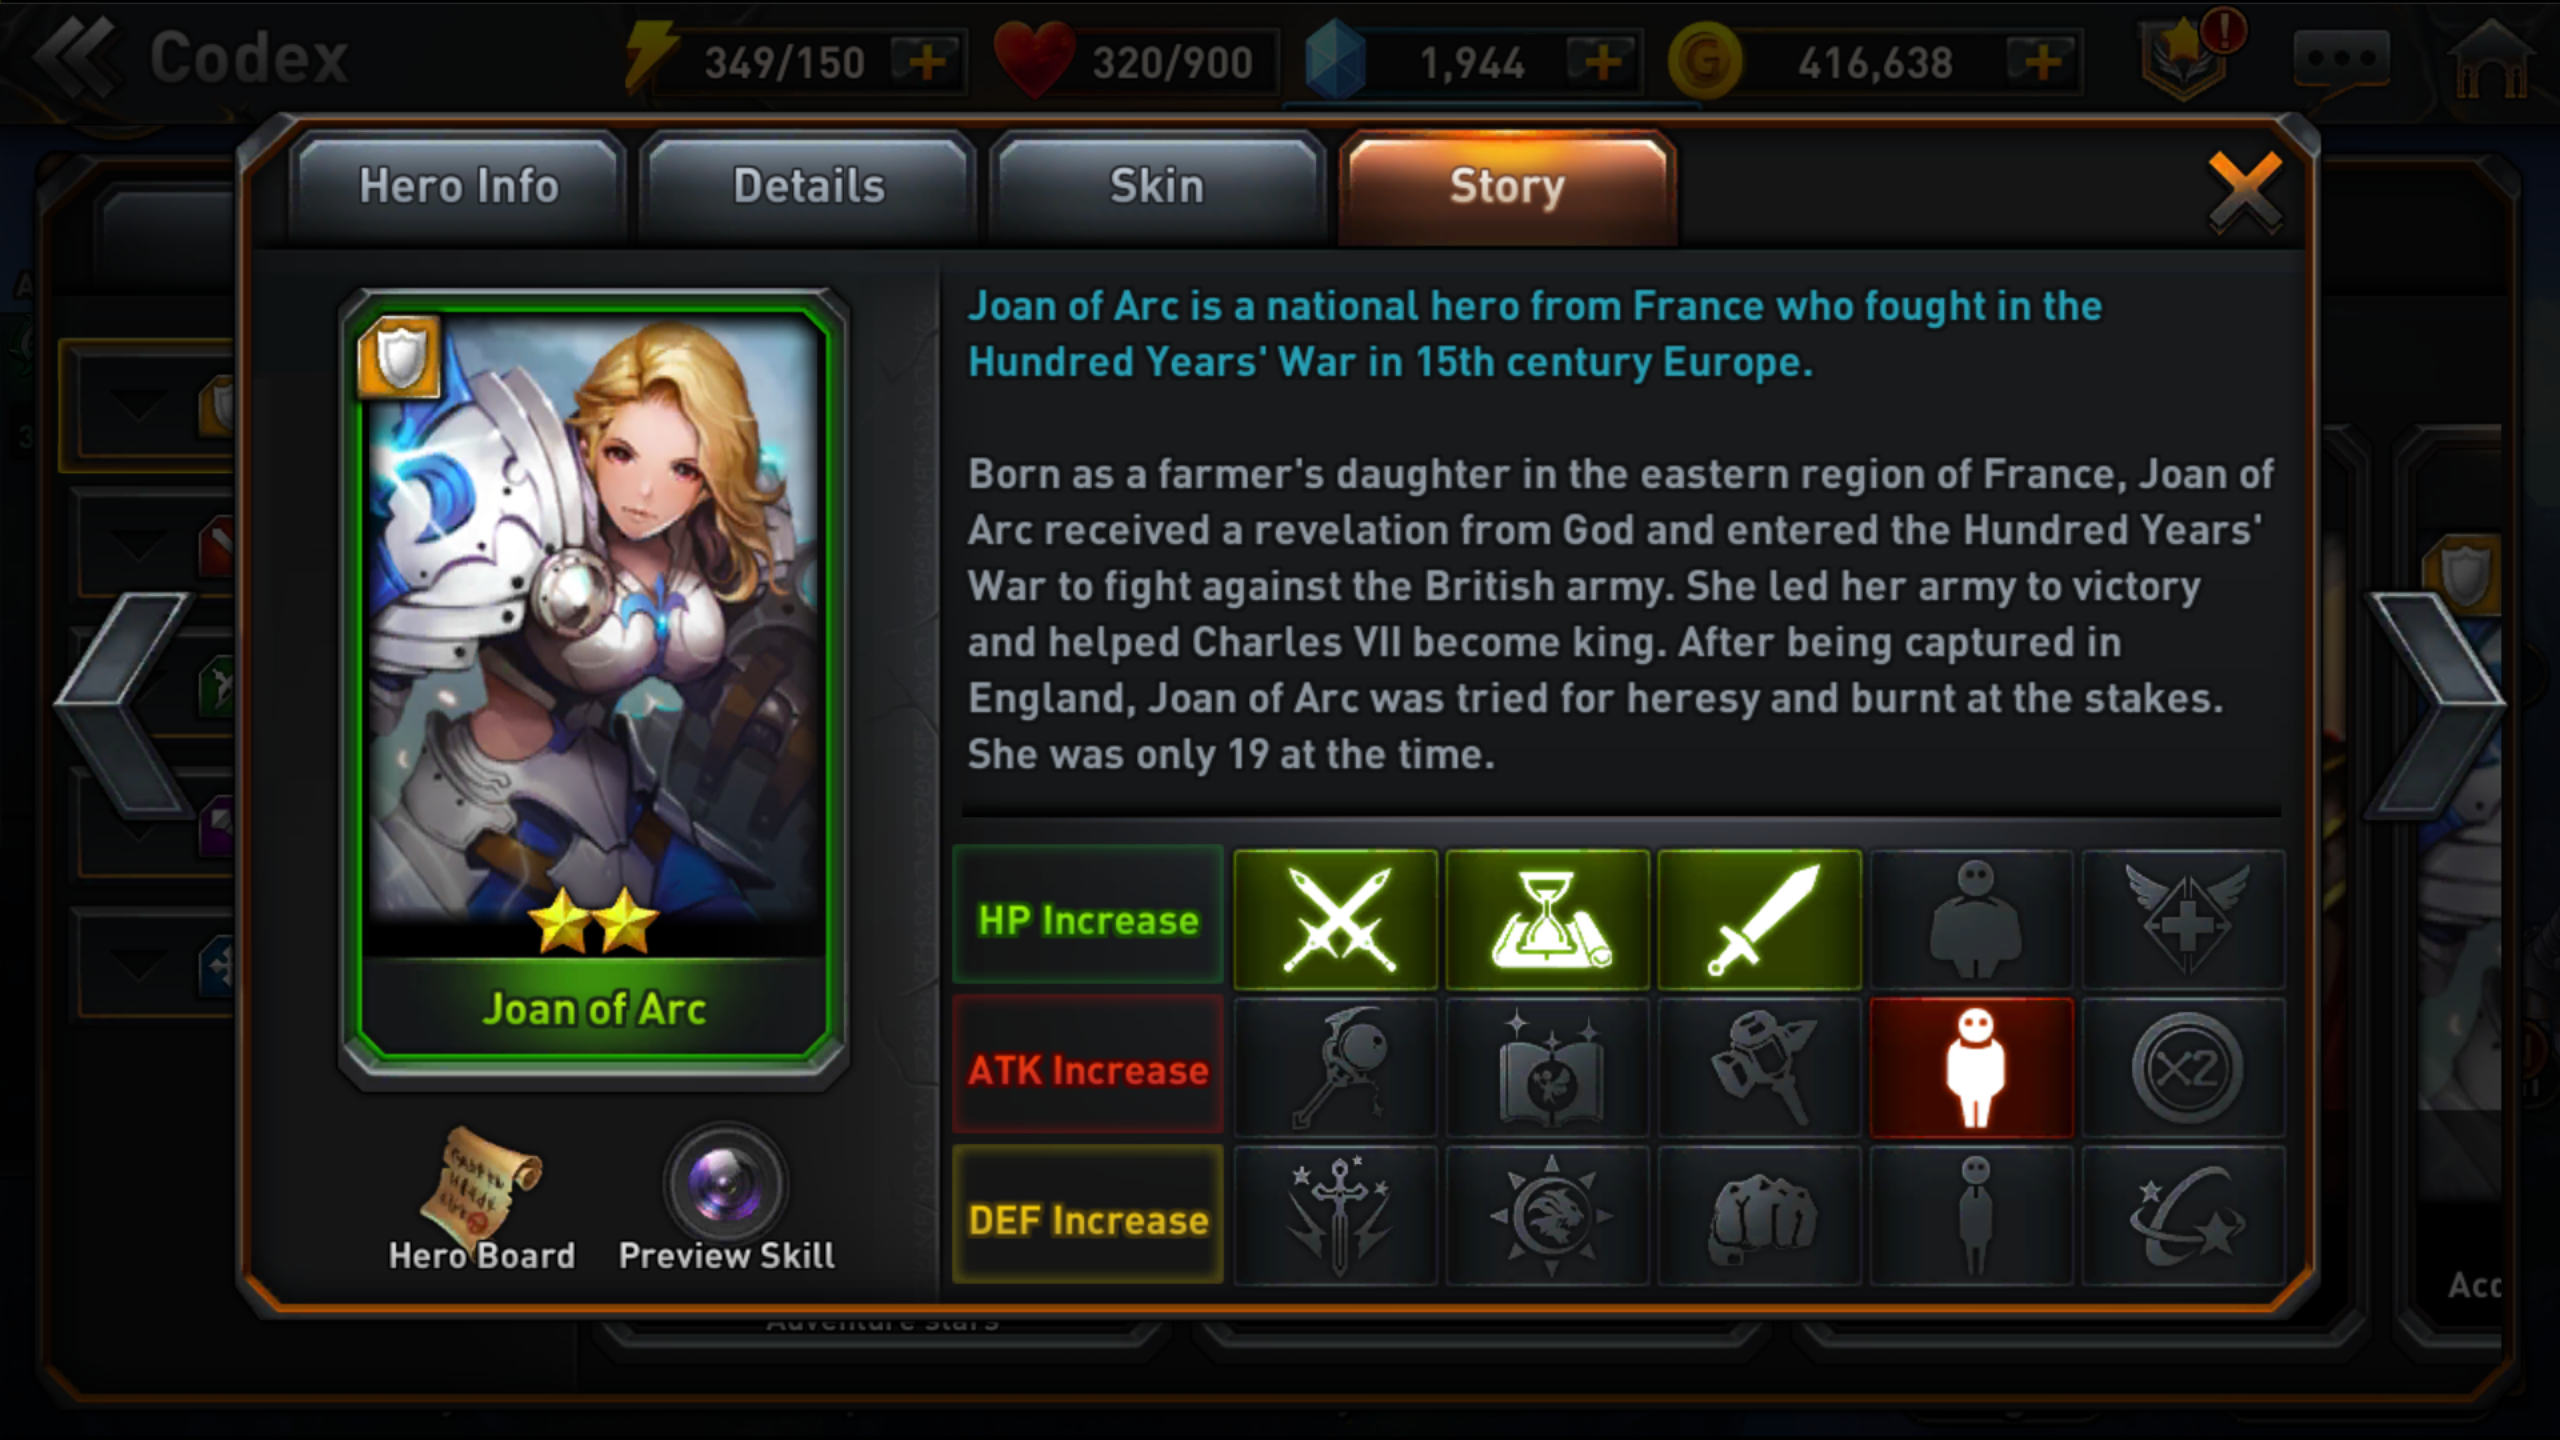 Codex
349/150
320/900
1,944
416,638
Hero Info
Details
Skin
Story
Joan of Arc is a national hero from France who fought in the
Hundred Years' War in 15th century Europe.
Born as a farmer's daughter in the eastern region of France, Joan of
Arc received a revelation from God and entered the Hundred Years'
War to fight against the British army. She led her army to victory
and helped Charles VII become king. After being captured in
England, Joan of Arc was tried for heresy and burnt at the stakes.
She was only 19 at the time.
Joan of Arc
Hero Board
Preview Skill
HP Increase
ATK Increase
X2
DEF Increase
Adventure Stars